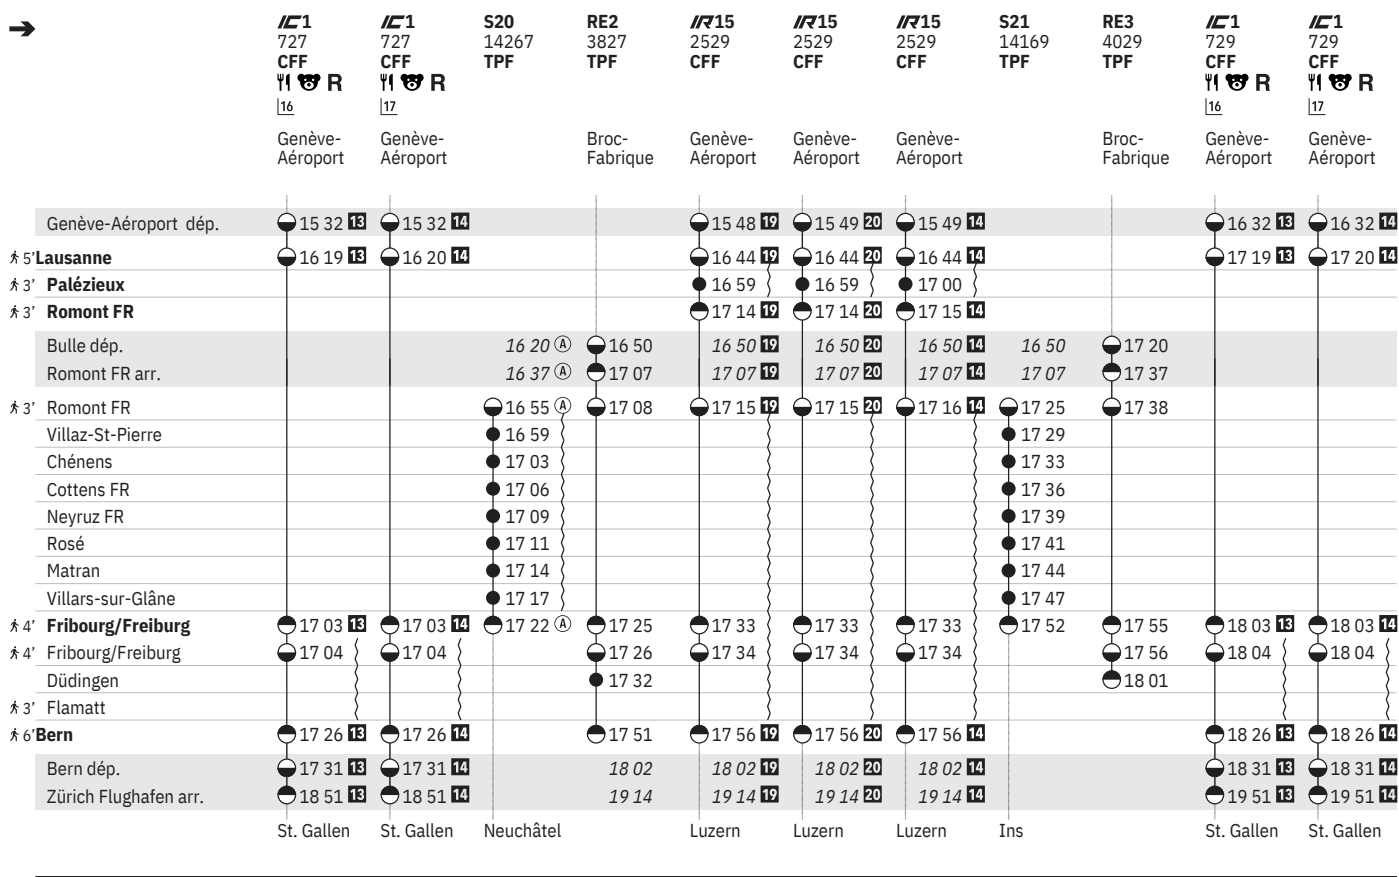 IC1 IC1 S20 RE2 IR15 IR15 IR15 S21 RE3 IC1 IC1
727 727 14267 3827 2529 2529 2529 14169 4029 729 729
CFF CFF TPF TPF CFF CFF CFF TPF TPF CFF CFF
R R R R
16 17 16 17
Genève- Genève- Broc- Genève- Genève- Genève- Broc- Genève- Genève-
Aéroport Aéroport Fabrique Aéroport Aéroport Aéroport Fabrique Aéroport Aéroport
Genève-Aéroport dép. 15 32 13 15 32 14 15 48 19 15 49 20 15 49 14 16 32 13 16 32 14
5' Lausanne 16 19 13 16 20 14 16 44 19 16 44 20 16 44 14 17 19 13 17 20 14
3' Palézieux 16 59 16 59 17 00
3' Romont FR 17 14 19 17 14 20 17 15 14
Bulle dép. 16 20 A 16 50 16 50 19 16 50 20 16 50 14 16 50 17 20
Romont FR arr. 16 37 A 17 07 17 07 19 17 07 20 17 07 14 17 07 17 37
3' Romont FR 16 55 A 17 08 17 15 19 17 15 20 17 16 14 17 25 17 38
Villaz-St-Pierre 16 59 17 29
Chénens 17 03 17 33
Cottens FR 17 06 17 36
Neyruz FR 17 09 17 39
Rosé 17 11 17 41
Matran 17 14 17 44
Villars-sur-Glâne 17 17 17 47
4' Fribourg/Freiburg 17 03 13 17 03 14 17 22 A 17 25 17 33 17 33 17 33 17 52 17 55 18 03 13 18 03 14
4' Fribourg/Freiburg 17 04 17 04 17 26 17 34 17 34 17 34 17 56 18 04 18 04
Düdingen 17 32 18 01
3' Flamatt
6' Bern 17 26 13 17 26 14 17 51 17 56 19 17 56 20 17 56 14 18 26 13 18 26 14
Bern dép. 17 31 13 17 31 14 18 02 18 02 19 18 02 20 18 02 14 18 31 13 18 31 14
Zürich Flughafen arr. 18 51 13 18 51 14 19 14 19 14 19 19 14 20 19 14 14 19 51 13 19 51 14
St. Gallen St. Gallen Neuchâtel Luzern Luzern Luzern Ins St. Gallen St. Gallen